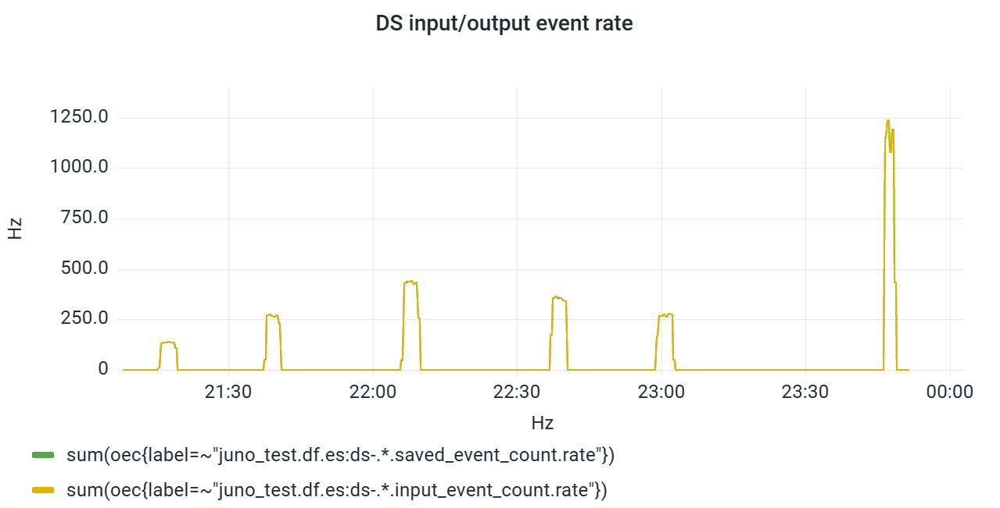 DS input/output event rate
1250.0
1000.0
750.0
500.0
250.0
0
Hz
21:30 22:00 22:30 23:00 23:30 00:00
Hz
sum(oec{label=~"juno_test.df.es:ds-.*.saved_event_count.rate"})
sum(oec{label=~"juno_test.df.es:ds-.*.input_event_count.rate"})